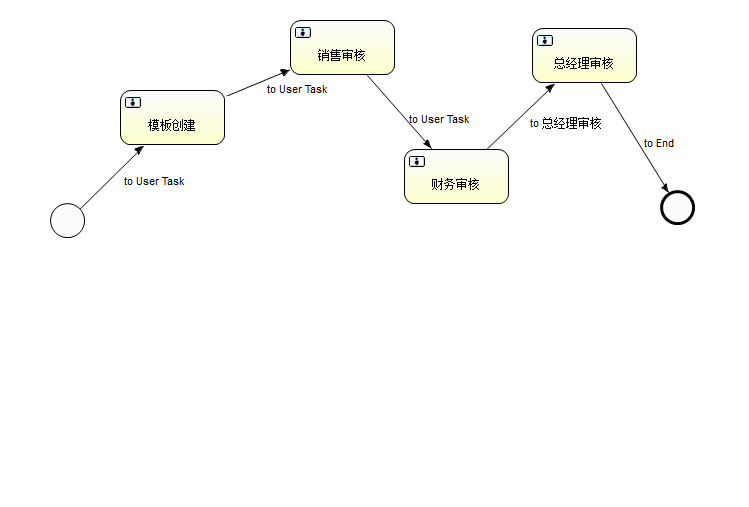 销售审核
总经理审核
to User Task
模板创建
to User Task
to 总经理审核
to End
财务审核
to User Task